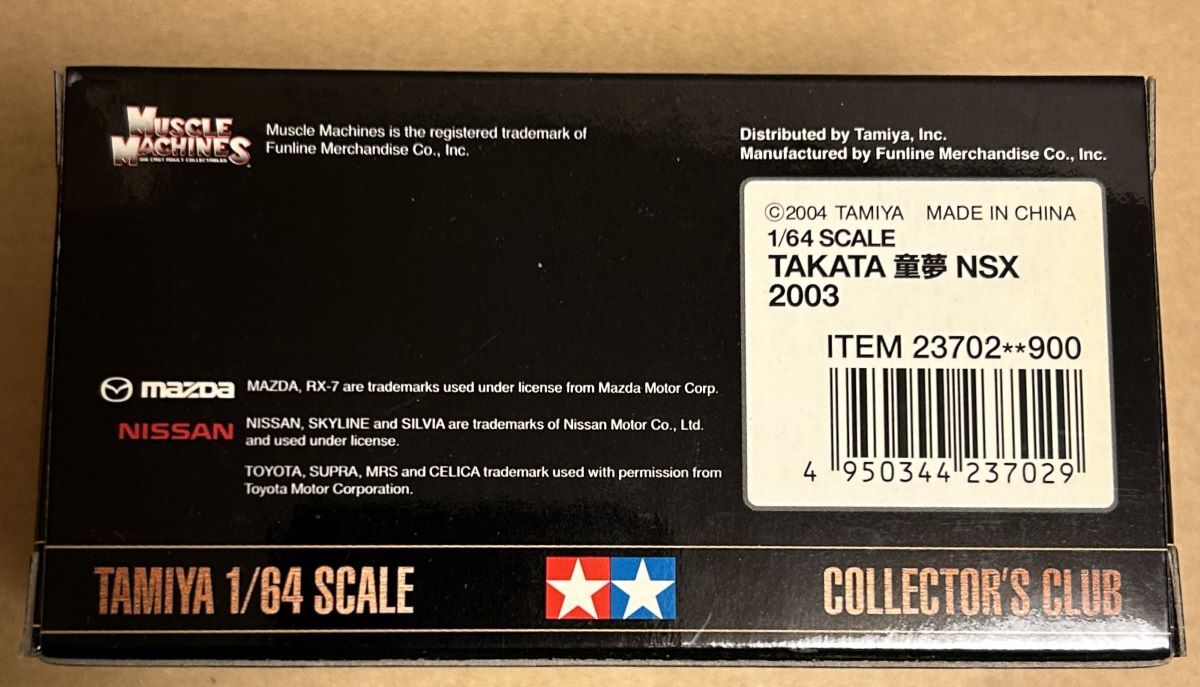 MUSCLE
MACHINES
DIE CAST ADULT COLLECTABLES
Muscle Machines is the registered trademark of
Funline Merchandise Co., Inc.
Distributed by Tamiya, Inc.
Manufactured by Funline Merchandise Co., Inc.
©2004 TAMIYA MADE IN CHINA
1/64 SCALE
TAKATA 童夢 NSX
2003
ITEM 23702**900
4 950344 237029
mazda
MAZDA, RX-7 are trademarks used under license from Mazda Motor Corp.
NISSAN
NISSAN, SKYLINE and SILVIA are trademarks of Nissan Motor Co., Ltd.
and used under license.
TOYOTA, SUPRA, MRS and CELICA trademark used with permission from
Toyota Motor Corporation.
TAMIYA 1/64 SCALE
COLLECTOR'S CLUB